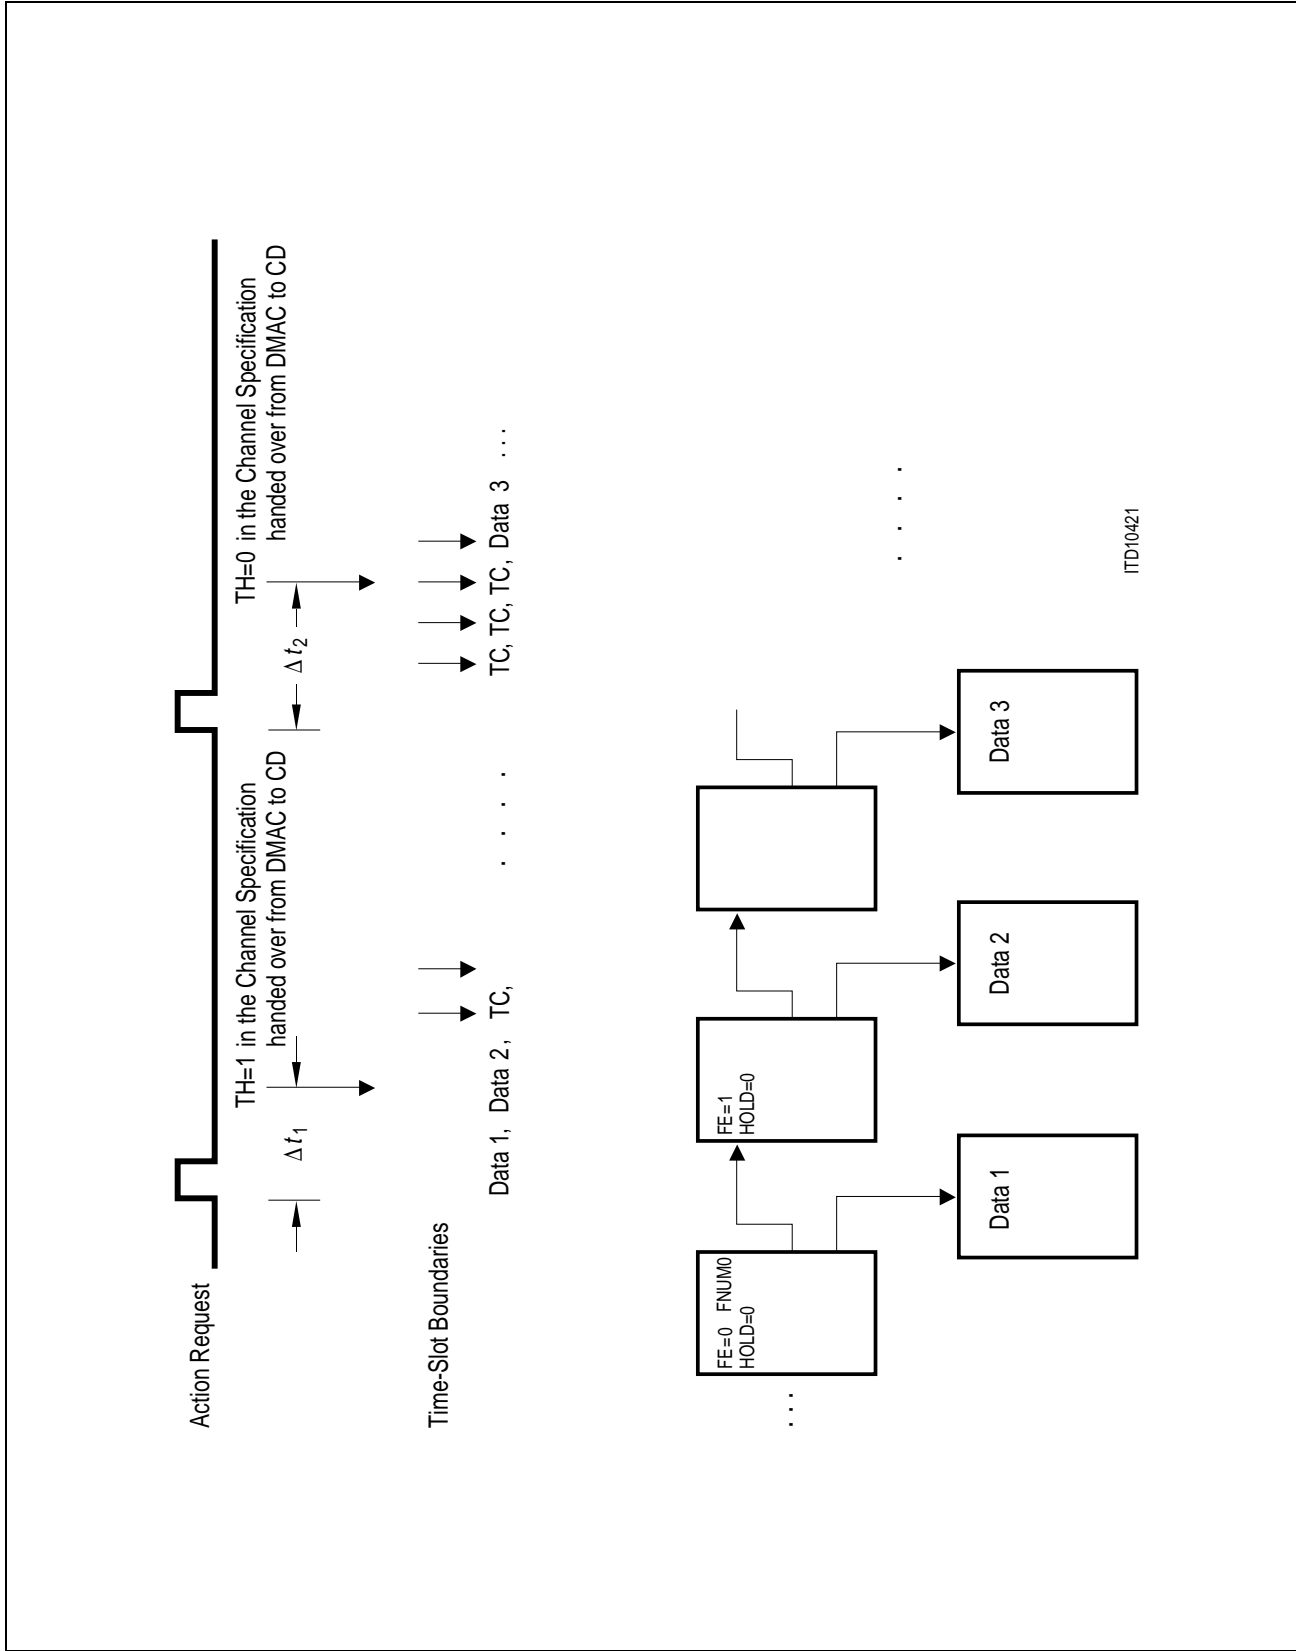 Action Request
TH=1 in the Channel Specification
handed over from DMAC to CD
TH=0 in the Channel Specification
handed over from DMAC to CD
Δt1
Δt2
Time-Slot Boundaries
Data 1, Data 2, TC, . . . . TC, TC, TC, Data 3 ...
...
FE=0 FNUM0
HOLD=0
FE=1
HOLD=0
. . . .
Data 1
Data 2
Data 3
ITD10421